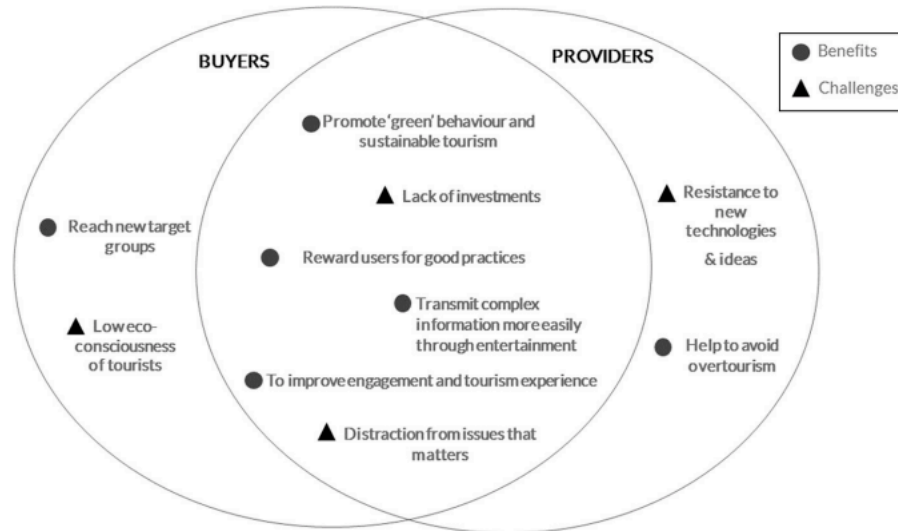 BUYERS
PROVIDERS
Benefits
Challenges
Promote 'green' behaviour and
sustainable tourism
Lack of investments
Reward users for good practices
Transmit complex
information more easily
through entertainment
To improve engagement and tourism experience
Distraction from issues that
matters
Reach new target
groups
Low eco-
consciousness
of tourists
Resistance to
new
technologies
& ideas
Help to avoid
overtourism